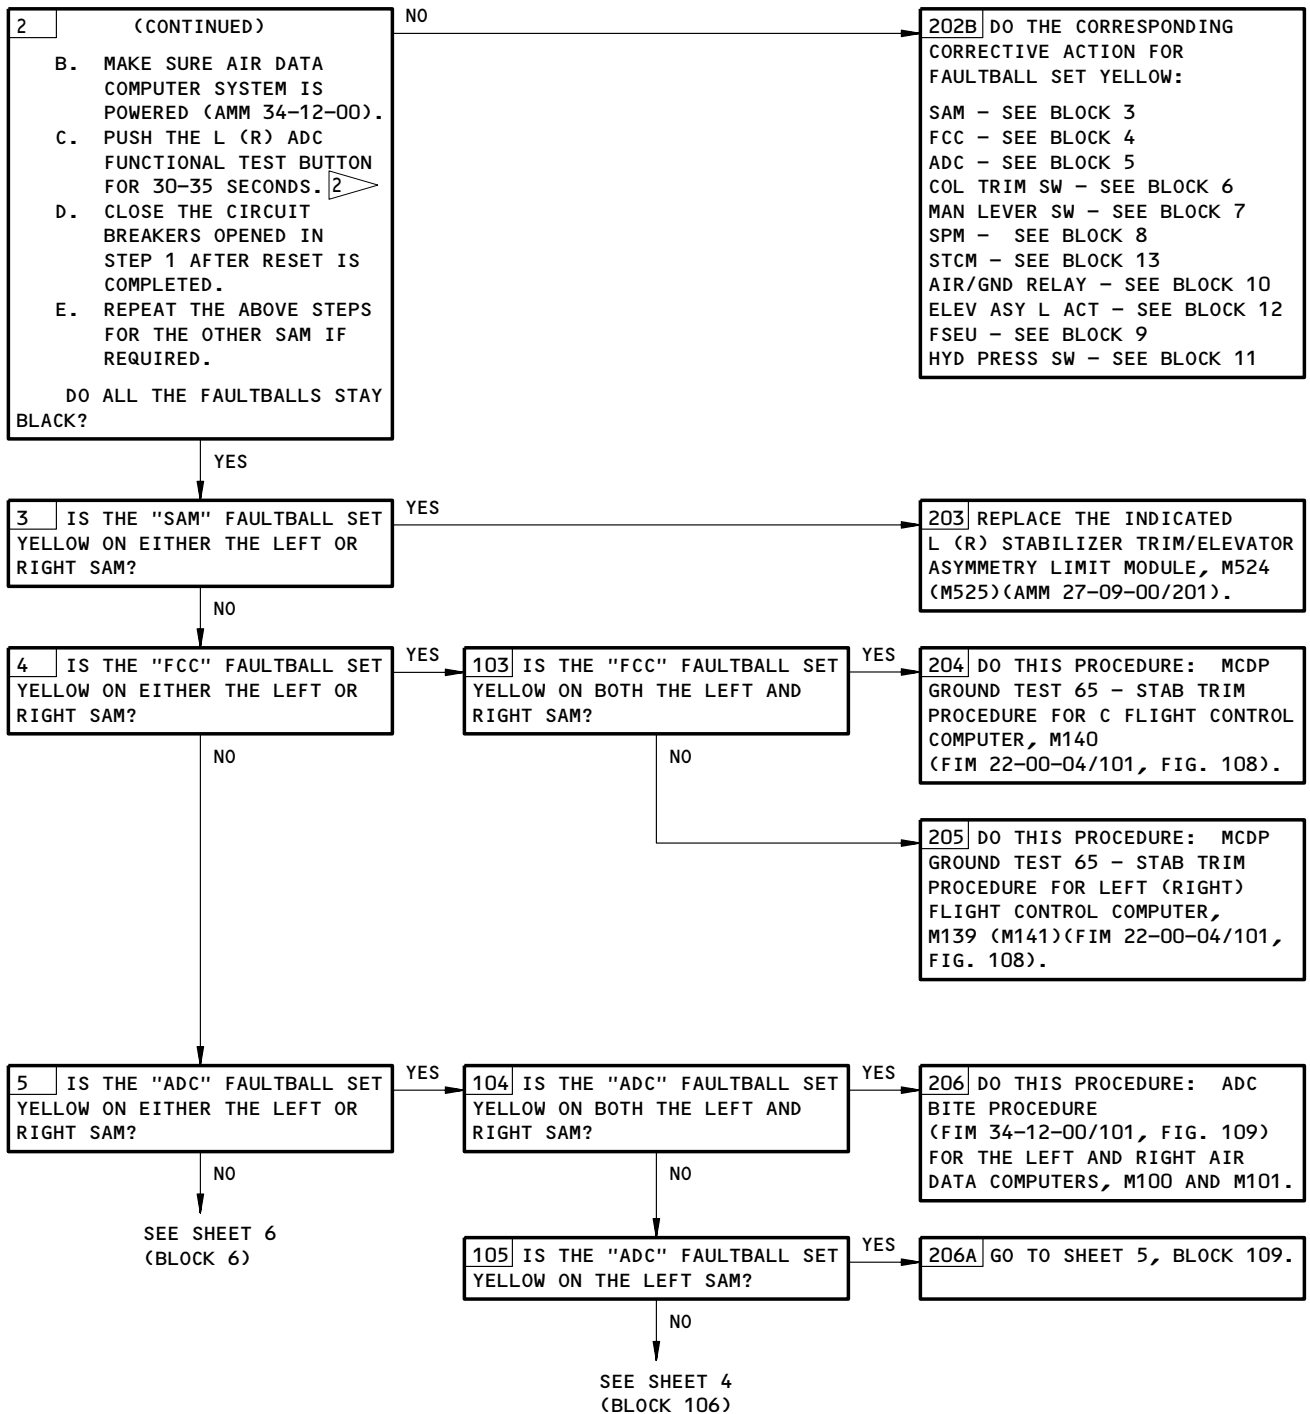 2 (CONTINUED)
B. MAKE SURE AIR DATA
COMPUTER SYSTEM IS
POWERED (AMM 34-12-00).
C. PUSH THE L (R) ADC
FUNCTIONAL TEST BUTTON
FOR 30-35 SECONDS. 2
D. CLOSE THE CIRCUIT
BREAKERS OPENED IN
STEP 1 AFTER RESET IS
COMPLETED.
E. REPEAT THE ABOVE STEPS
FOR THE OTHER SAM IF
REQUIRED.
DO ALL THE FAULTBALLS STAY
BLACK?
NO
202B DO THE CORRESPONDING
CORRECTIVE ACTION FOR
FAULTBALL SET YELLOW:
SAM - SEE BLOCK 3
FCC - SEE BLOCK 4
ADC - SEE BLOCK 5
COL TRIM SW - SEE BLOCK 6
MAN LEVER SW - SEE BLOCK 7
SPM - SEE BLOCK 8
STCM - SEE BLOCK 13
AIR/GND RELAY - SEE BLOCK 10
ELEV ASY L ACT - SEE BLOCK 12
FSEU - SEE BLOCK 9
HYD PRESS SW - SEE BLOCK 11
YES
3 IS THE "SAM" FAULTBALL SET
YELLOW ON EITHER THE LEFT OR
RIGHT SAM?
YES
203 REPLACE THE INDICATED
L (R) STABILIZER TRIM/ELEVATOR
ASYMMETRY LIMIT MODULE, M524
(M525)(AMM 27-09-00/201).
NO
4 IS THE "FCC" FAULTBALL SET
YELLOW ON EITHER THE LEFT OR
RIGHT SAM?
YES
103 IS THE "FCC" FAULTBALL SET
YELLOW ON BOTH THE LEFT AND
RIGHT SAM?
YES
204 DO THIS PROCEDURE: MCDP
GROUND TEST 65 - STAB TRIM
PROCEDURE FOR C FLIGHT CONTROL
COMPUTER, M140
(FIM 22-00-04/101, FIG. 108).
NO
NO
205 DO THIS PROCEDURE: MCDP
GROUND TEST 65 - STAB TRIM
PROCEDURE FOR LEFT (RIGHT)
FLIGHT CONTROL COMPUTER,
M139 (M141)(FIM 22-00-04/101,
FIG. 108).
5 IS THE "ADC" FAULTBALL SET
YELLOW ON EITHER THE LEFT OR
RIGHT SAM?
YES
104 IS THE "ADC" FAULTBALL SET
YELLOW ON BOTH THE LEFT AND
RIGHT SAM?
YES
206 DO THIS PROCEDURE: ADC
BITE PROCEDURE
(FIM 34-12-00/101, FIG. 109)
FOR THE LEFT AND RIGHT AIR
DATA COMPUTERS, M100 AND M101.
NO
SEE SHEET 6
(BLOCK 6)
NO
105 IS THE "ADC" FAULTBALL SET
YELLOW ON THE LEFT SAM?
YES
206A GO TO SHEET 5, BLOCK 109.
NO
SEE SHEET 4
(BLOCK 106)